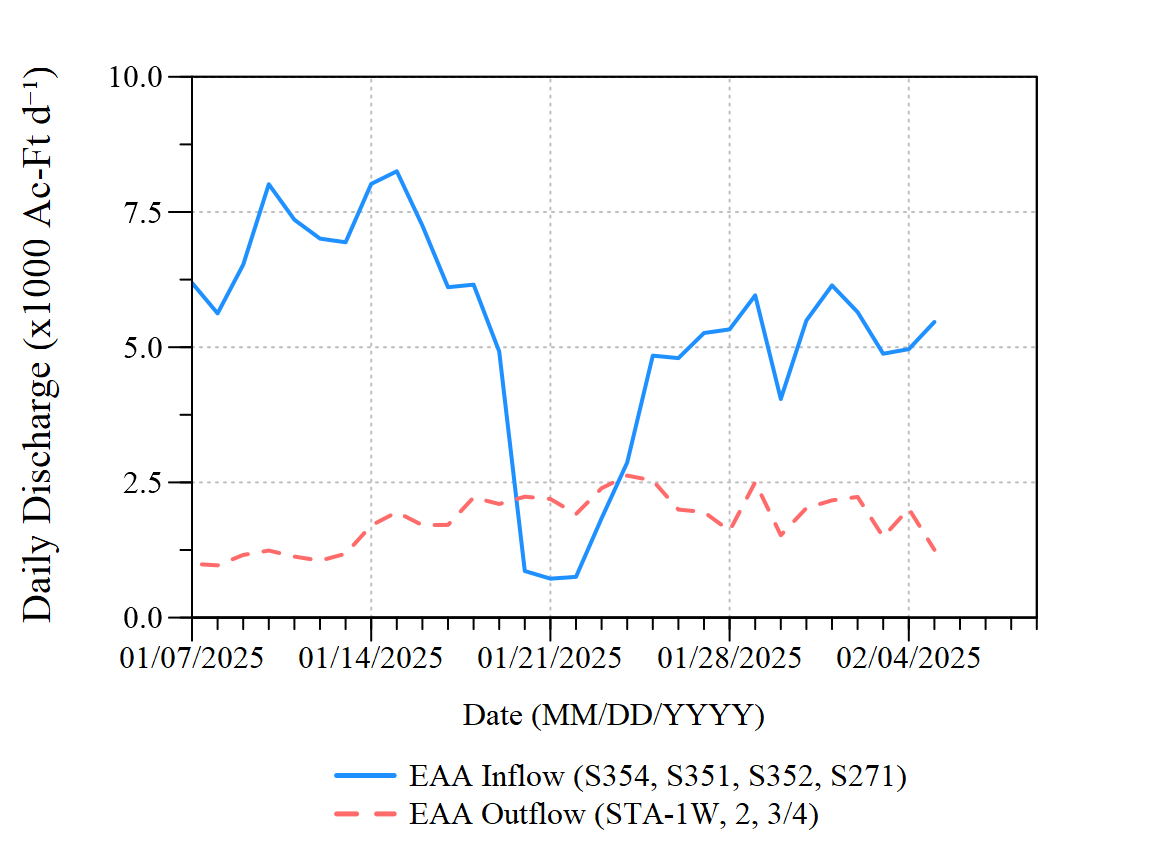 Daily Discharge (x1000 Ac-Ft d⁻¹)
10.0
7.5
5.0
2.5
0.0
01/07/2025 01/14/2025 01/21/2025 01/28/2025 02/04/2025
Date (MM/DD/YYYY)
EAA Inflow (S354, S351, S352, S271)
EAA Outflow (STA-1W, 2, 3/4)